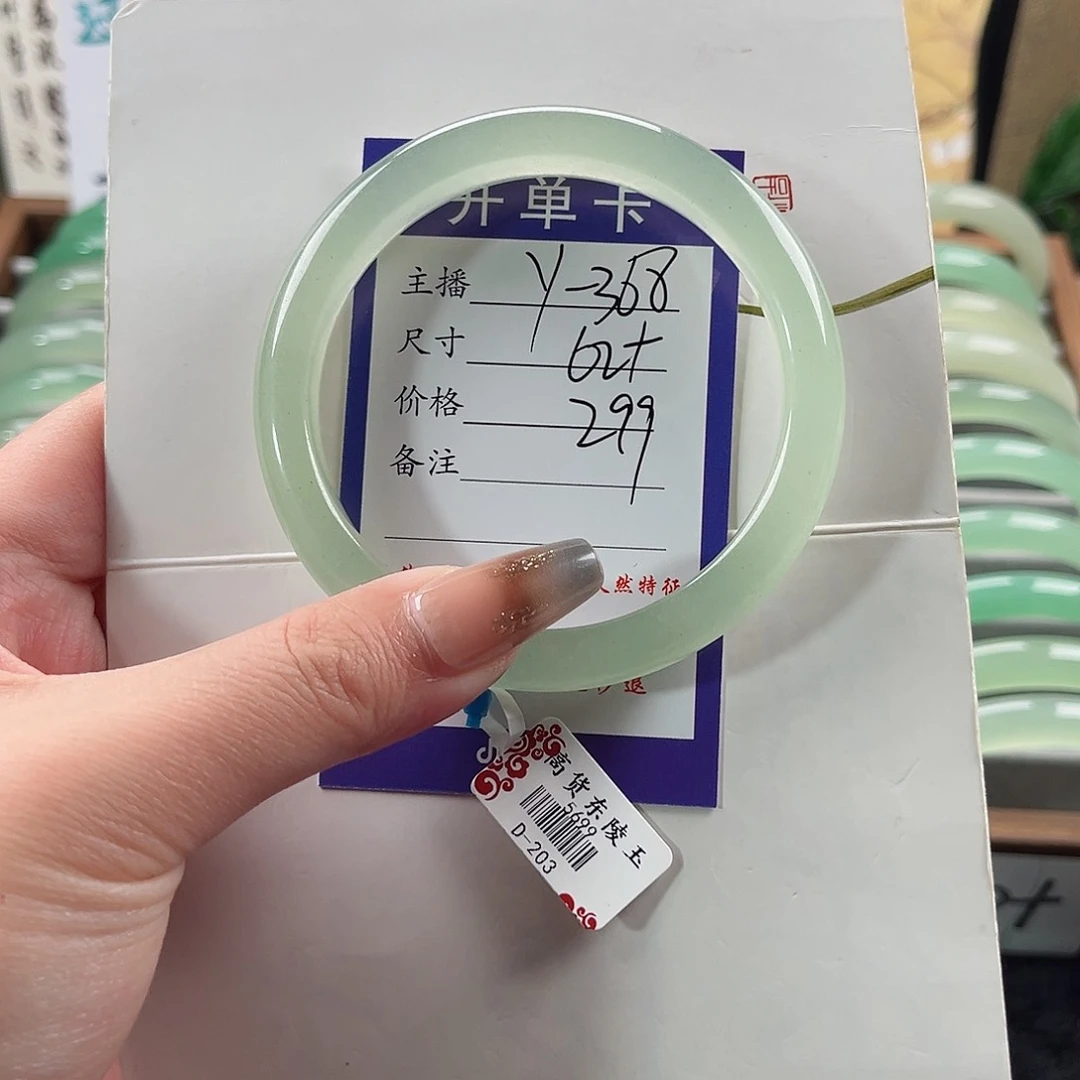 开单卡
主播 Y-368
尺寸 62+
价格 299
备注
然特征
退
高货东陵玉
5699
D-203